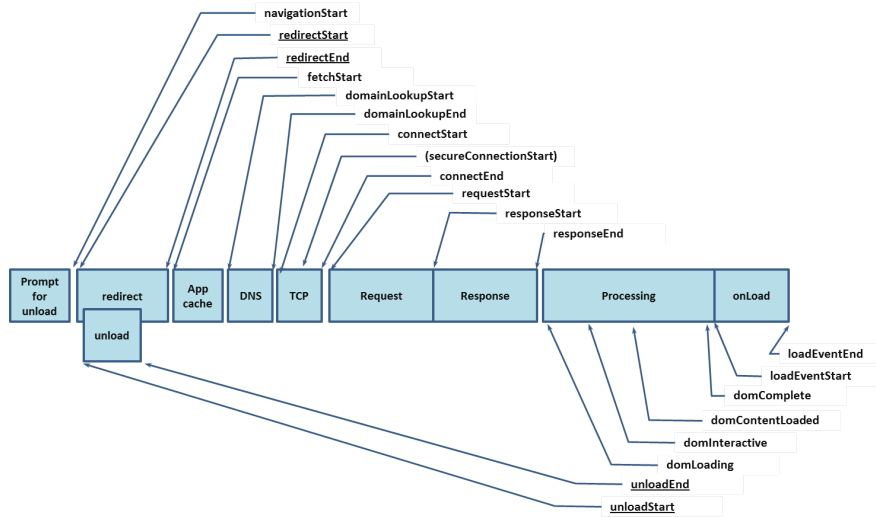 navigationStart
redirectStart
redirectEnd
fetchStart
domainLookupStart
domainLookupEnd
connectStart
(secureConnectionStart)
connectEnd
requestStart
responseStart
responseEnd
Prompt
for
unload
redirect
App
cache
DNS
TCP
Request
Response
Processing
onLoad
unload
loadEventEnd
loadEventStart
domComplete
domContentLoaded
domInteractive
domLoading
unloadEnd
unloadStart